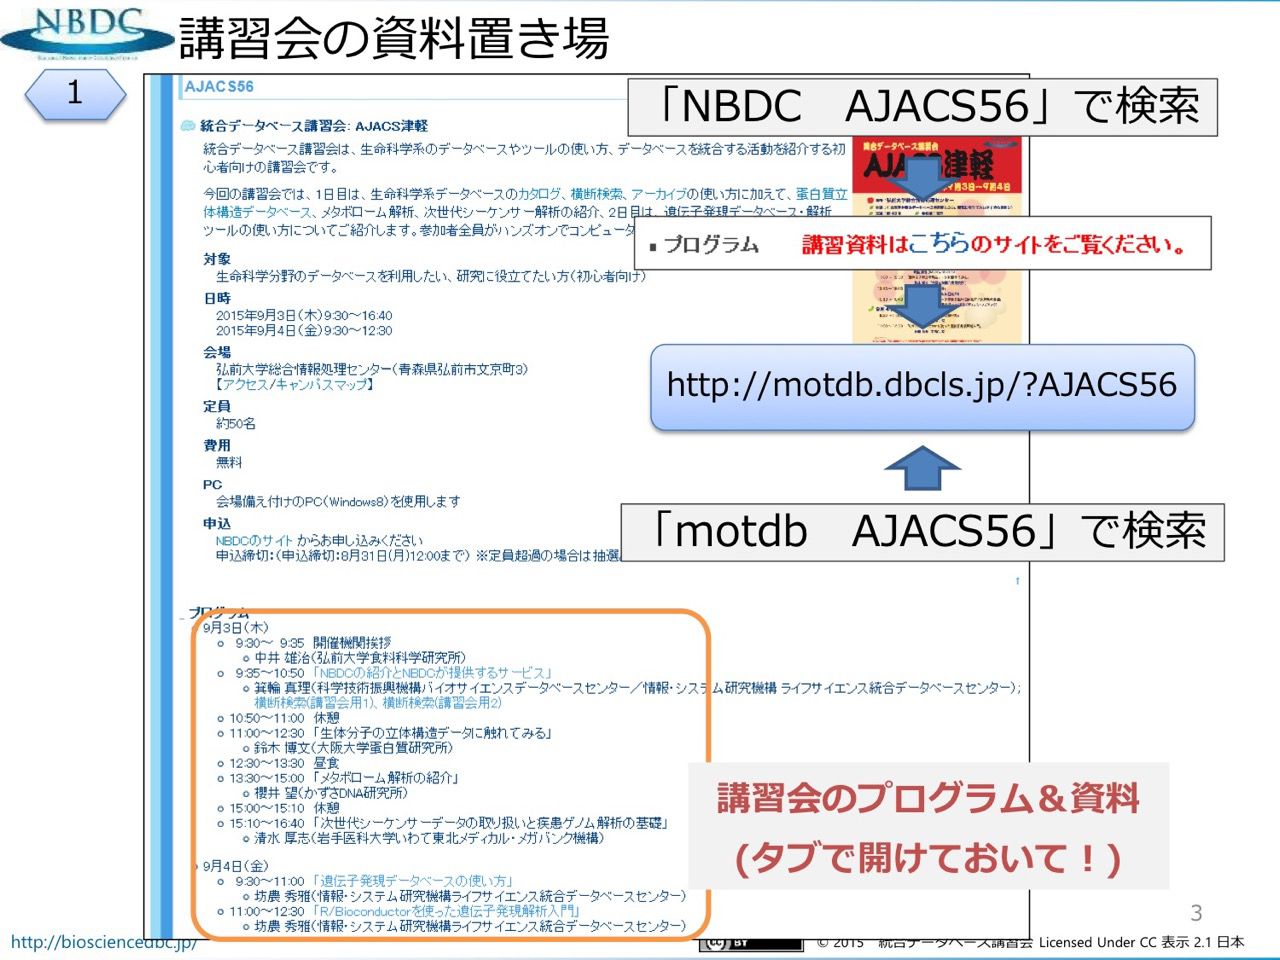 NBDC
講習会の資料置き場
1
AJACS56
「NBDC　AJACS56」で検索
統合データベース講習会: AJACS津軽
統合データベース講習会は、生命科学系のデータベースやツールの使い方、データベースを統合する活動を紹介する初
心者向けの講習会です。
今回の講習会では、1日目は、生命科学系データベースのカタログ、横断検索、アーカイブの使い方に加えて、蛋白質立
体構造データベース、メタボローム解析、次世代シーケンサー解析の紹介、2日目は、遺伝子発現データベース・解析
ツールの使い方についてご紹介します。参加者全員がハンズオンでコンピュータ
統合データベース講習会
AJACS津軽
▪ プログラム　講習資料はこちらのサイトをご覧ください。
対象
生命科学分野のデータベースを利用したい、研究に役立てたい方(初心者向け)
日時
2015年9月3日(木)9:30～16:40
2015年9月4日(金)9:30～12:30
会場
弘前大学総合情報処理センター(青森県弘前市文京町3)
【アクセス/キャンパスマップ】
http://motdb.dbcls.jp/?AJACS56
定員
約50名
費用
無料
PC
会場備え付けのPC(Windows8)を使用します
「motdb　AJACS56」で検索
申込
NBDCのサイト からお申し込みください
申込締切:(申込締切:8月31日(月)12:00まで) ※定員超過の場合は抽選
↑
プログラム
9月3日(木)
9:30～ 9:35 開催機関挨拶
中井 雄治(弘前大学食料科学研究所)
9:35～10:50 「NBDCの紹介とNBDCが提供するサービス」
箕輪 真理(科学技術振興機構バイオサイエンスデータベースセンター／情報・システム研究機構 ライフサイエンス統合データベースセンター);
横断検索(講習会用1)、横断検索(講習会用2)
10:50～11:00 休憩
11:00～12:30 「生体分子の立体構造データに触れてみる」
鈴木 博文(大阪大学蛋白質研究所)
12:30～13:30 昼食
13:30～15:00 「メタボローム解析の紹介」
櫻井 望(かずさDNA研究所)
15:00～15:10 休憩
15:10～16:40 「次世代シーケンサーデータの取り扱いと疾患ゲノム解析の基礎」
清水 厚志(岩手医科大学いわて東北メディカル・メガバンク機構)
9月4日(金)
9:30～11:00 「遺伝子発現データベースの使い方」
坊農 秀雅(情報・システム研究機構ライフサイエンス統合データベースセンター)
11:00～12:30 「R/Bioconductorを使った遺伝子発現解析入門」
坊農 秀雅(情報・システム研究機構ライフサイエンス統合データベースセンター)
講習会のプログラム＆資料
(タブで開けておいて！)
3
http://biosciencedbc.jp/
CC BY
© 2015　統合データベース講習会 Licensed Under CC 表示 2.1 日本